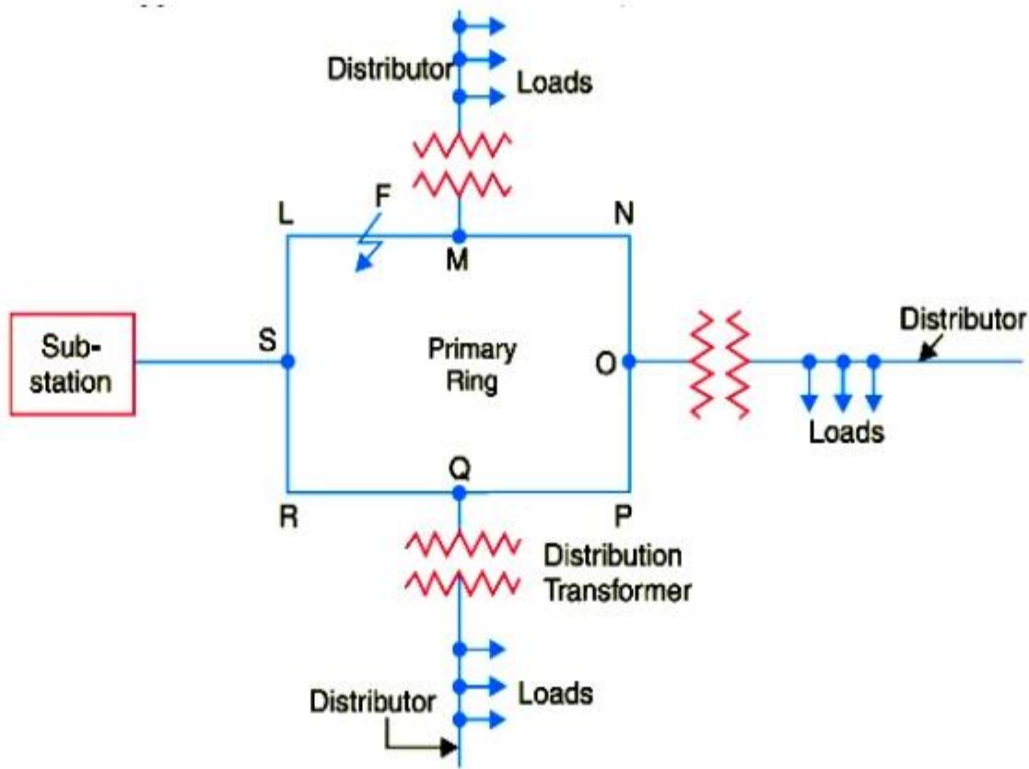 Distributor
Loads
F
L
N
M
Sub-
station
S
Primary
Ring
O
Distributor
Loads
Q
R
P
Distribution
Transformer
Loads
Distributor